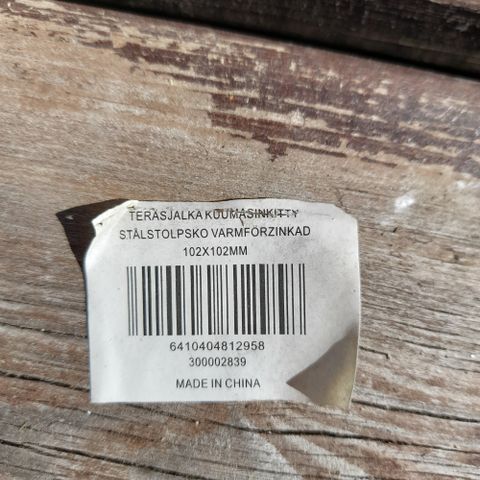 TERÄSJALKA KUUMASINKITTY
STÅLSTOLPSKO VARMFÖRZINKAD
102X102MM
6410404812958
300002839
MADE IN CHINA